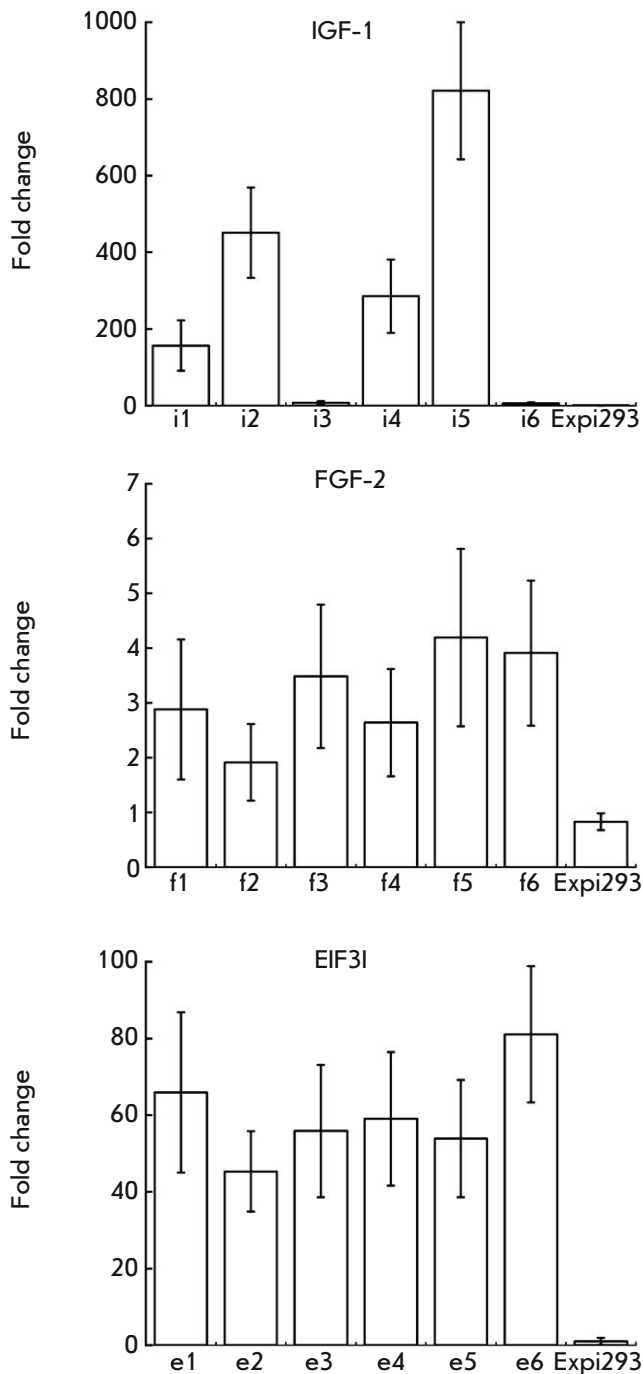 IGF-1
Fold change
1000
800
600
400
200
0
i1 i2 i3 i4 i5 i6 Expi293
FGF-2
Fold change
7
6
5
4
3
2
1
0
f1 f2 f3 f4 f5 f6 Expi293
EIF3I
Fold change
100
80
60
40
20
0
e1 e2 e3 e4 e5 e6 Expi293